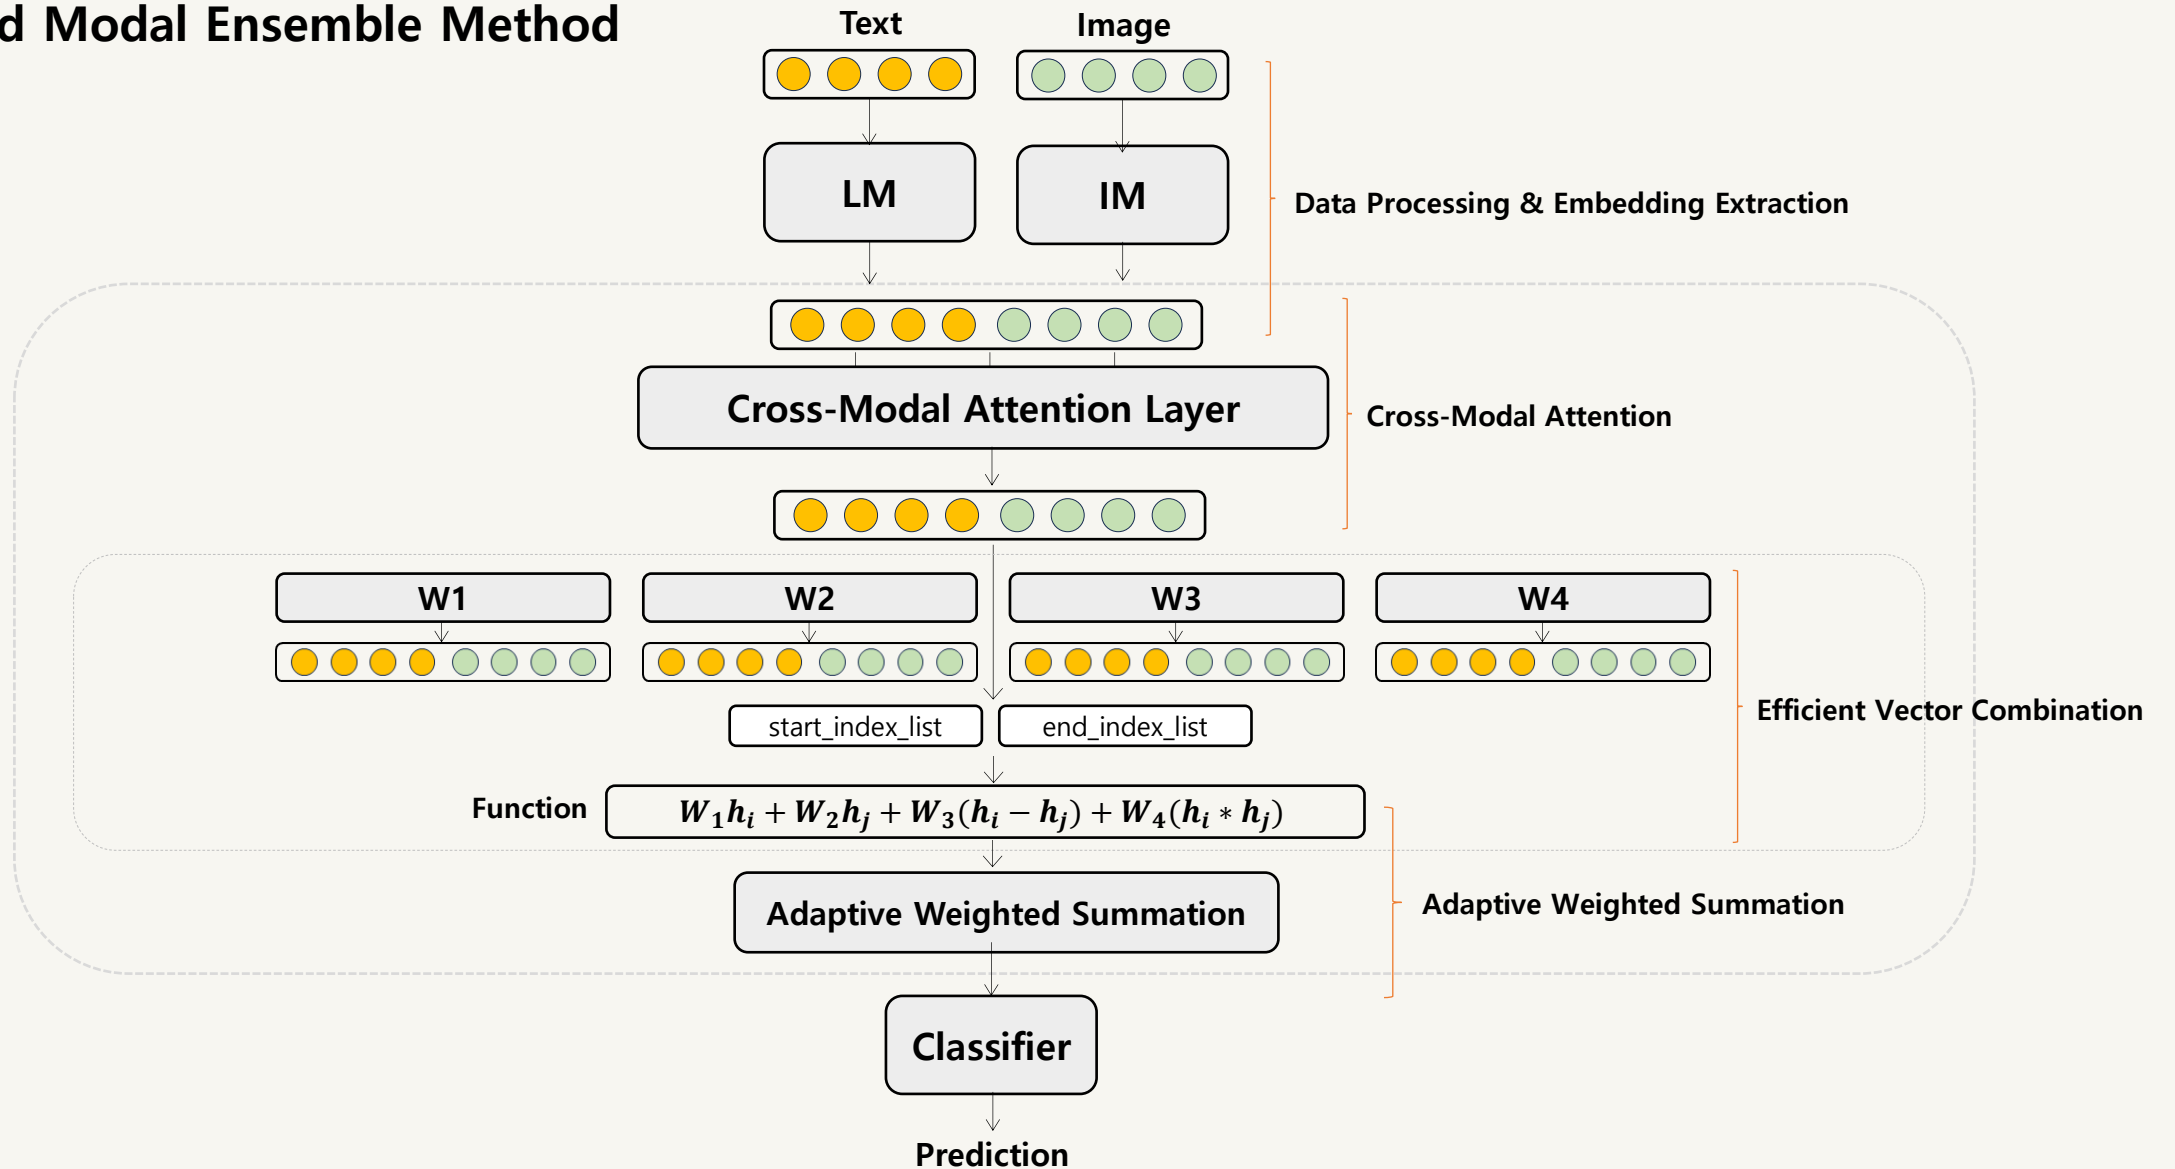 d Modal Ensemble Method
Text
Image
LM
IM
Data Processing & Embedding Extraction
Cross-Modal Attention Layer
Cross-Modal Attention
W1
W2
W3
W4
start_index_list
end_index_list
Efficient Vector Combination
Function
W₁hᵢ + W₂hⱼ + W₃(hᵢ − hⱼ) + W₄(hᵢ ∗ hⱼ)
Adaptive Weighted Summation
Adaptive Weighted Summation
Classifier
Prediction